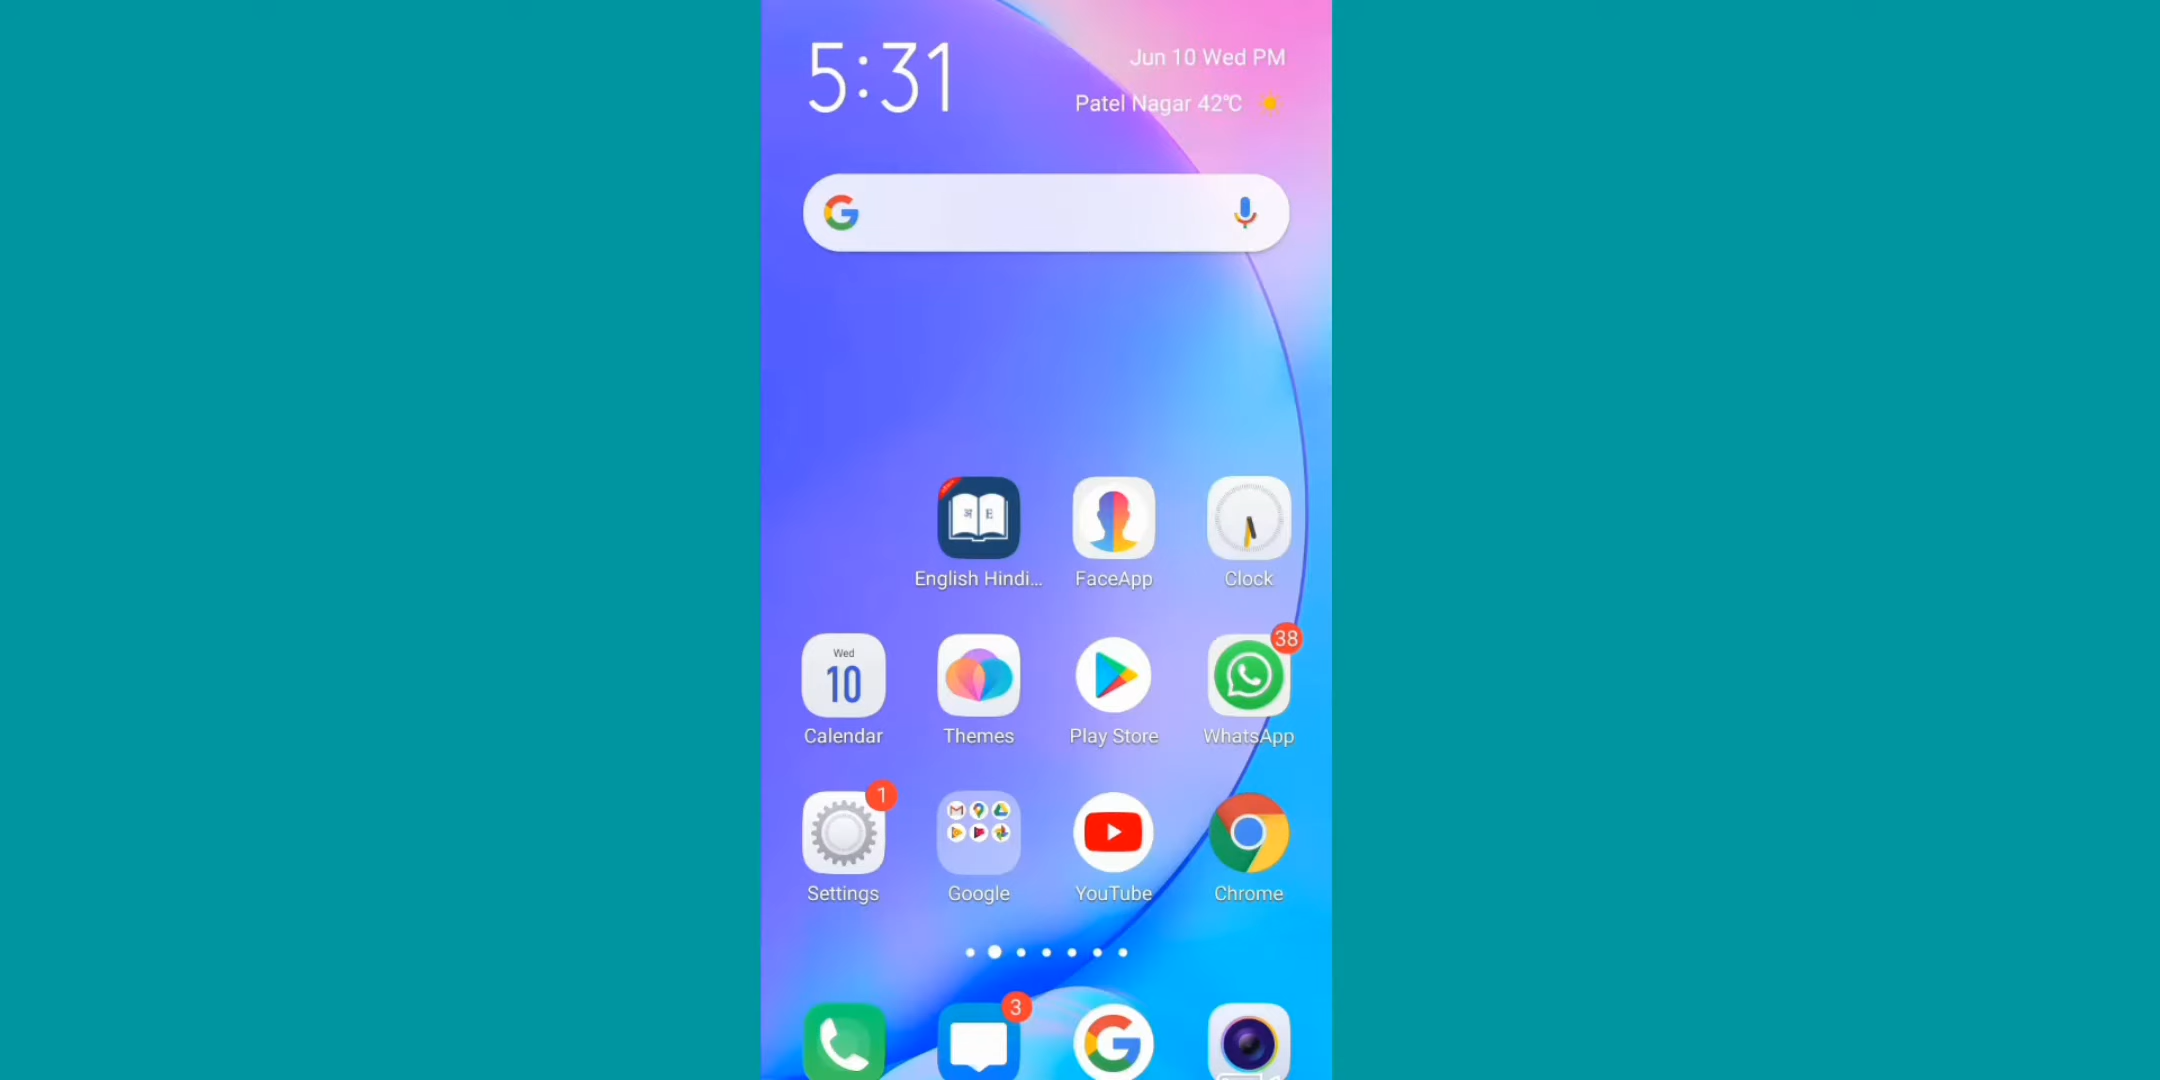 5:31
Jun 10 Wed PM
Patel Nagar 42℃
English Hindi...
FaceApp
Clock
Wed
10
Calendar
Themes
Play Store
38
WhatsApp
1
Settings
Google
YouTube
Chrome
3